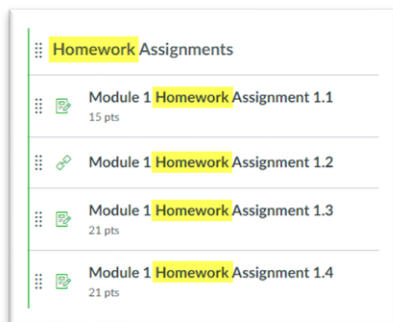 Homework Assignments
Module 1 Homework Assignment 1.1
15 pts
Module 1 Homework Assignment 1.2
Module 1 Homework Assignment 1.3
21 pts
Module 1 Homework Assignment 1.4
21 pts